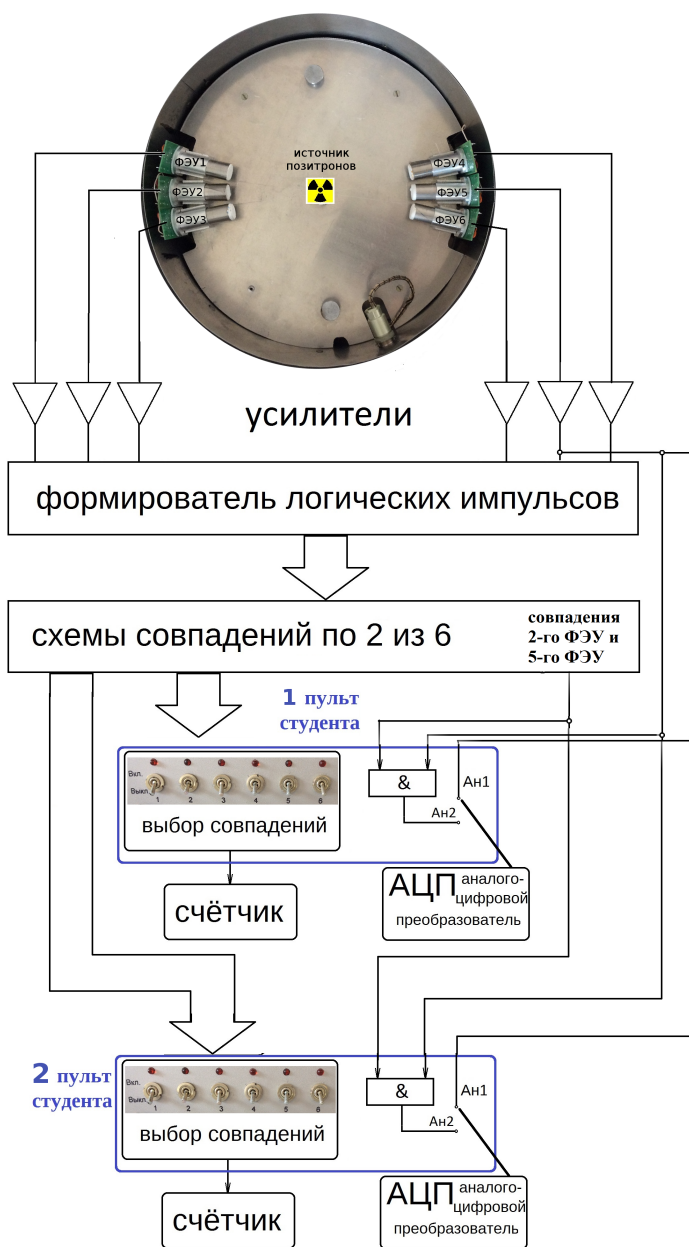 источник
позитронов
ФЭУ1
ФЭУ2
ФЭУ3
ФЭУ4
ФЭУ5
ФЭУ6
усилители
формирователь логических импульсов
схемы совпадений по 2 из 6
совпадения
2-го ФЭУ и
5-го ФЭУ
1 пульт
студента
Вкл.
Выкл.
1 2 3 4 5 6
выбор совпадений
&
Ан1
Ан2
счётчик
АЦП аналого-
цифровой
преобразователь
2 пульт
студента
Вкл.
Выкл.
1 2 3 4 5 6
выбор совпадений
&
Ан1
Ан2
счётчик
АЦП аналого-
цифровой
преобразователь